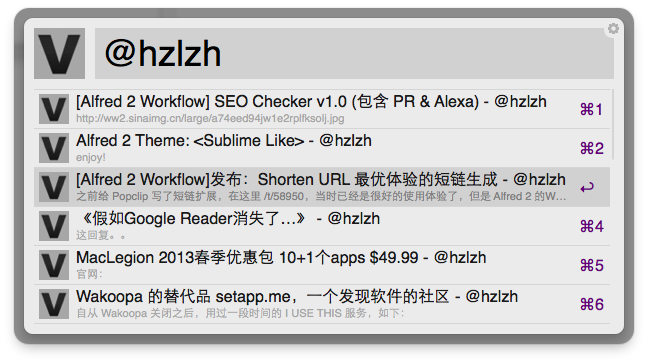 @hzlzh
[Alfred 2 Workflow] SEO Checker v1.0 (包含 PR & Alexa) - @hzlzh
⌘1
http://ww2.sinaimg.cn/large/a74eed94jw1e2rplfksolj.jpg
Alfred 2 Theme: <Sublime Like> - @hzlzh
⌘2
enjoy!
[Alfred 2 Workflow]发布：Shorten URL 最优体验的短链生成 - @hzlzh
↩
之前给 Popclip 写了短链扩展，在这里 /t/58950，当时已经是很好的使用体验了，但是 Alfred 2 的W…
《假如Google Reader消失了...》 - @hzlzh
⌘4
这回复。。
MacLegion 2013春季优惠包 10+1个apps $49.99 - @hzlzh
⌘5
官网：
Wakoopa 的替代品 setapp.me，一个发现软件的社区 - @hzlzh
⌘6
自从 Wakoopa 关闭之后，用过一段时间的 I USE THIS 服务，如下：